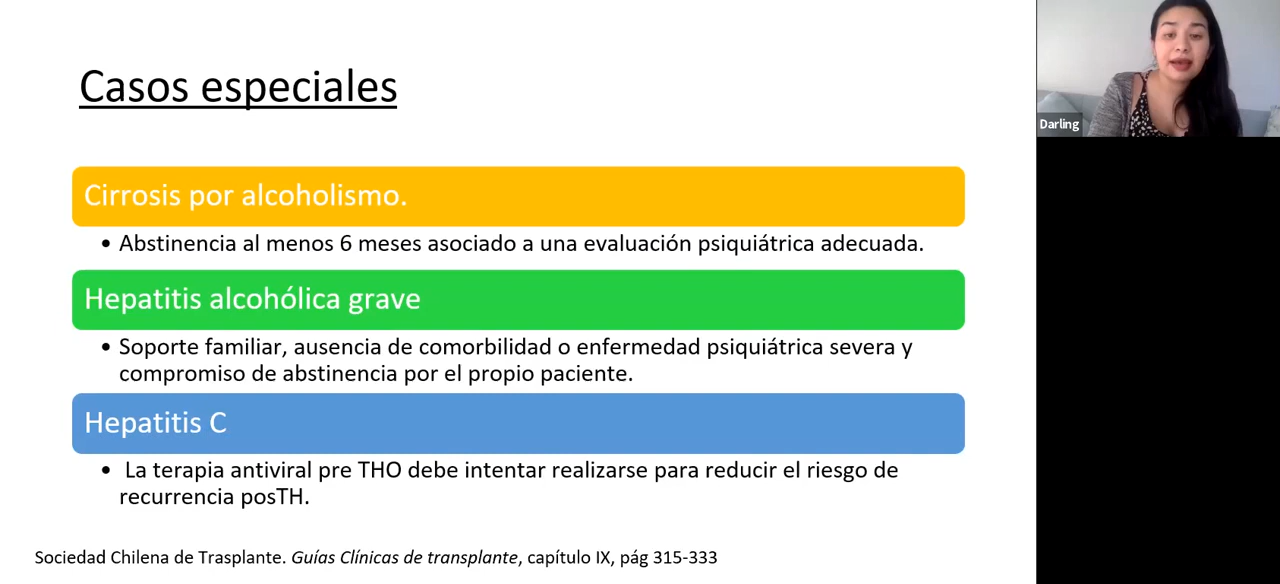 Casos especiales
Darling
Cirrosis por alcoholismo.
• Abstinencia al menos 6 meses asociado a una evaluación psiquiátrica adecuada.
Hepatitis alcohólica grave
• Soporte familiar, ausencia de comorbilidad o enfermedad psiquiátrica severa y
compromiso de abstinencia por el propio paciente.
Hepatitis C
• La terapia antiviral pre THO debe intentar realizarse para reducir el riesgo de
recurrencia posTH.
Sociedad Chilena de Trasplante. Guías Clínicas de transplante, capítulo IX, pág 315-333